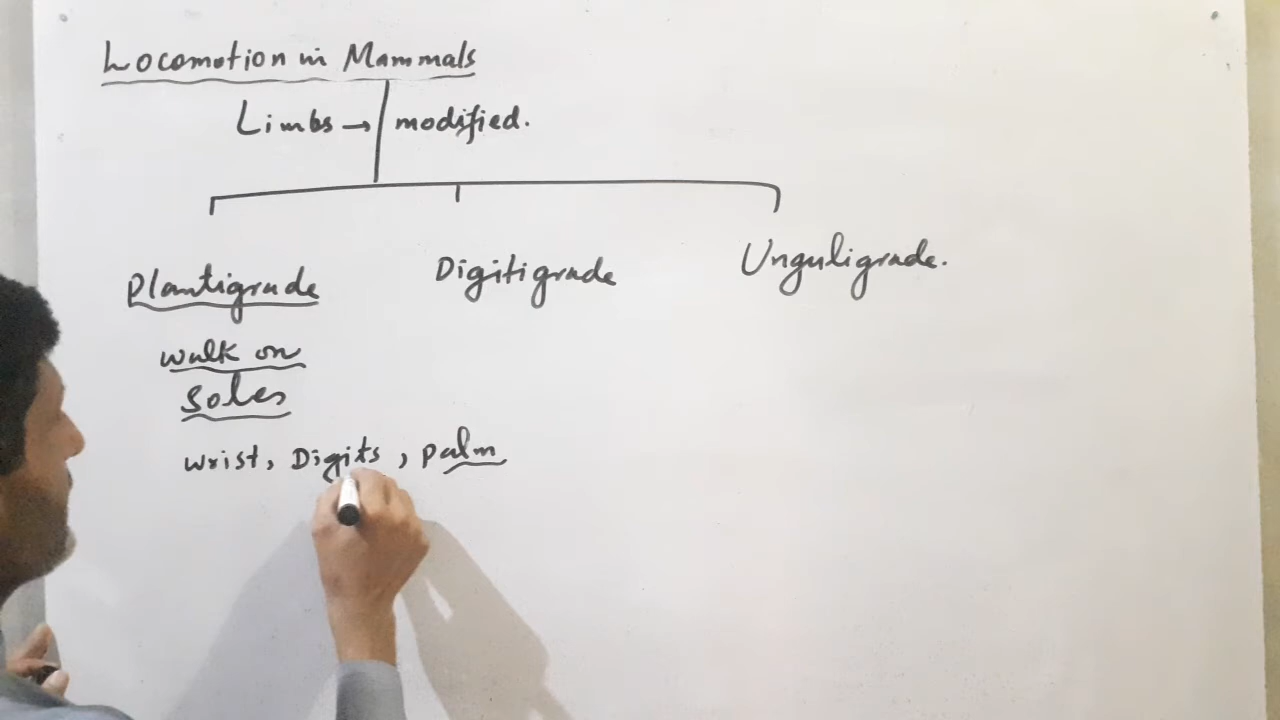 Locomotion in Mammals
Limbs → modified.
Plantigrade Digitigrade Unguligrade.
walk on
soles
wrist, Digits, palm